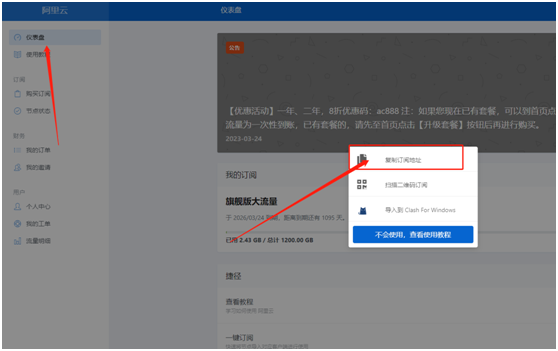 阿里云
仪表盘
仪表盘
使用教程
订阅
购买订阅
节点状态
财务
我的订单
我的邀请
用户
个人中心
我的工单
流量明细
公告
【优惠活动】一年、二年，8折优惠码：ac888 注：如果您现在已有套餐，可以到首页点
流量为一次性到账，已有套餐的，请先至首页点击【升级套餐】按钮后再进行购买。
2023-03-24
我的订阅
旗舰版大流量
于 2026/03/24 到期，距离到期还有 1095 天。
已用 2.43 GB / 总计 1200.00 GB
复制订阅地址
扫描二维码订阅
导入到 Clash For Windows
不会使用，查看使用教程
捷径
查看教程
学习如何使用 阿里云
一键订阅